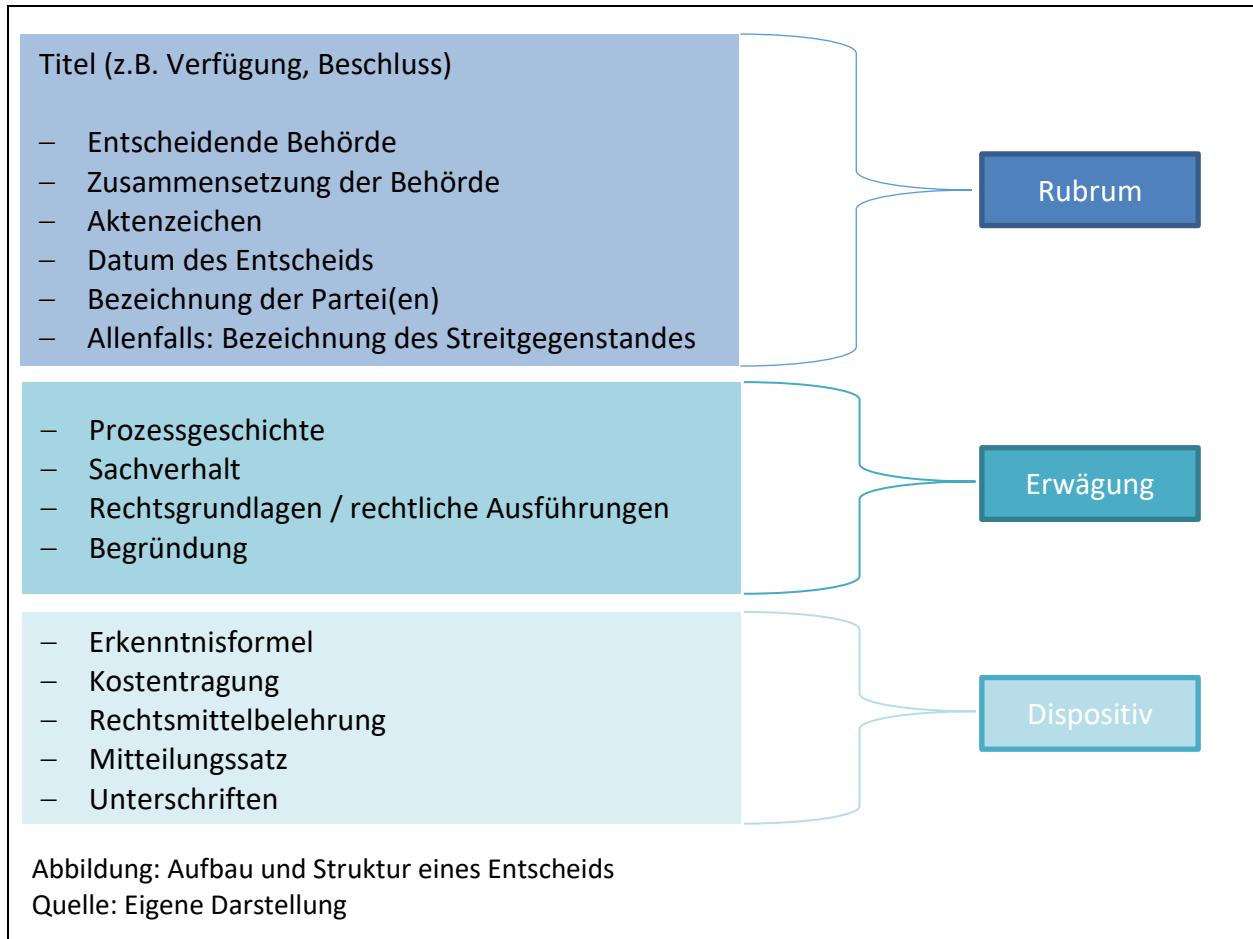 Titel (z.B. Verfügung, Beschluss)
– Entscheidende Behörde
– Zusammensetzung der Behörde
– Aktenzeichen
– Datum des Entscheids
– Bezeichnung der Partei(en)
– Allenfalls: Bezeichnung des Streitgegenstandes
Rubrum
– Prozessgeschichte
– Sachverhalt
– Rechtsgrundlagen / rechtliche Ausführungen
– Begründung
Erwägung
– Erkenntnisformel
– Kostentragung
– Rechtsmittelbelehrung
– Mitteilungssatz
– Unterschriften
Dispositiv
Abbildung: Aufbau und Struktur eines Entscheids
Quelle: Eigene Darstellung